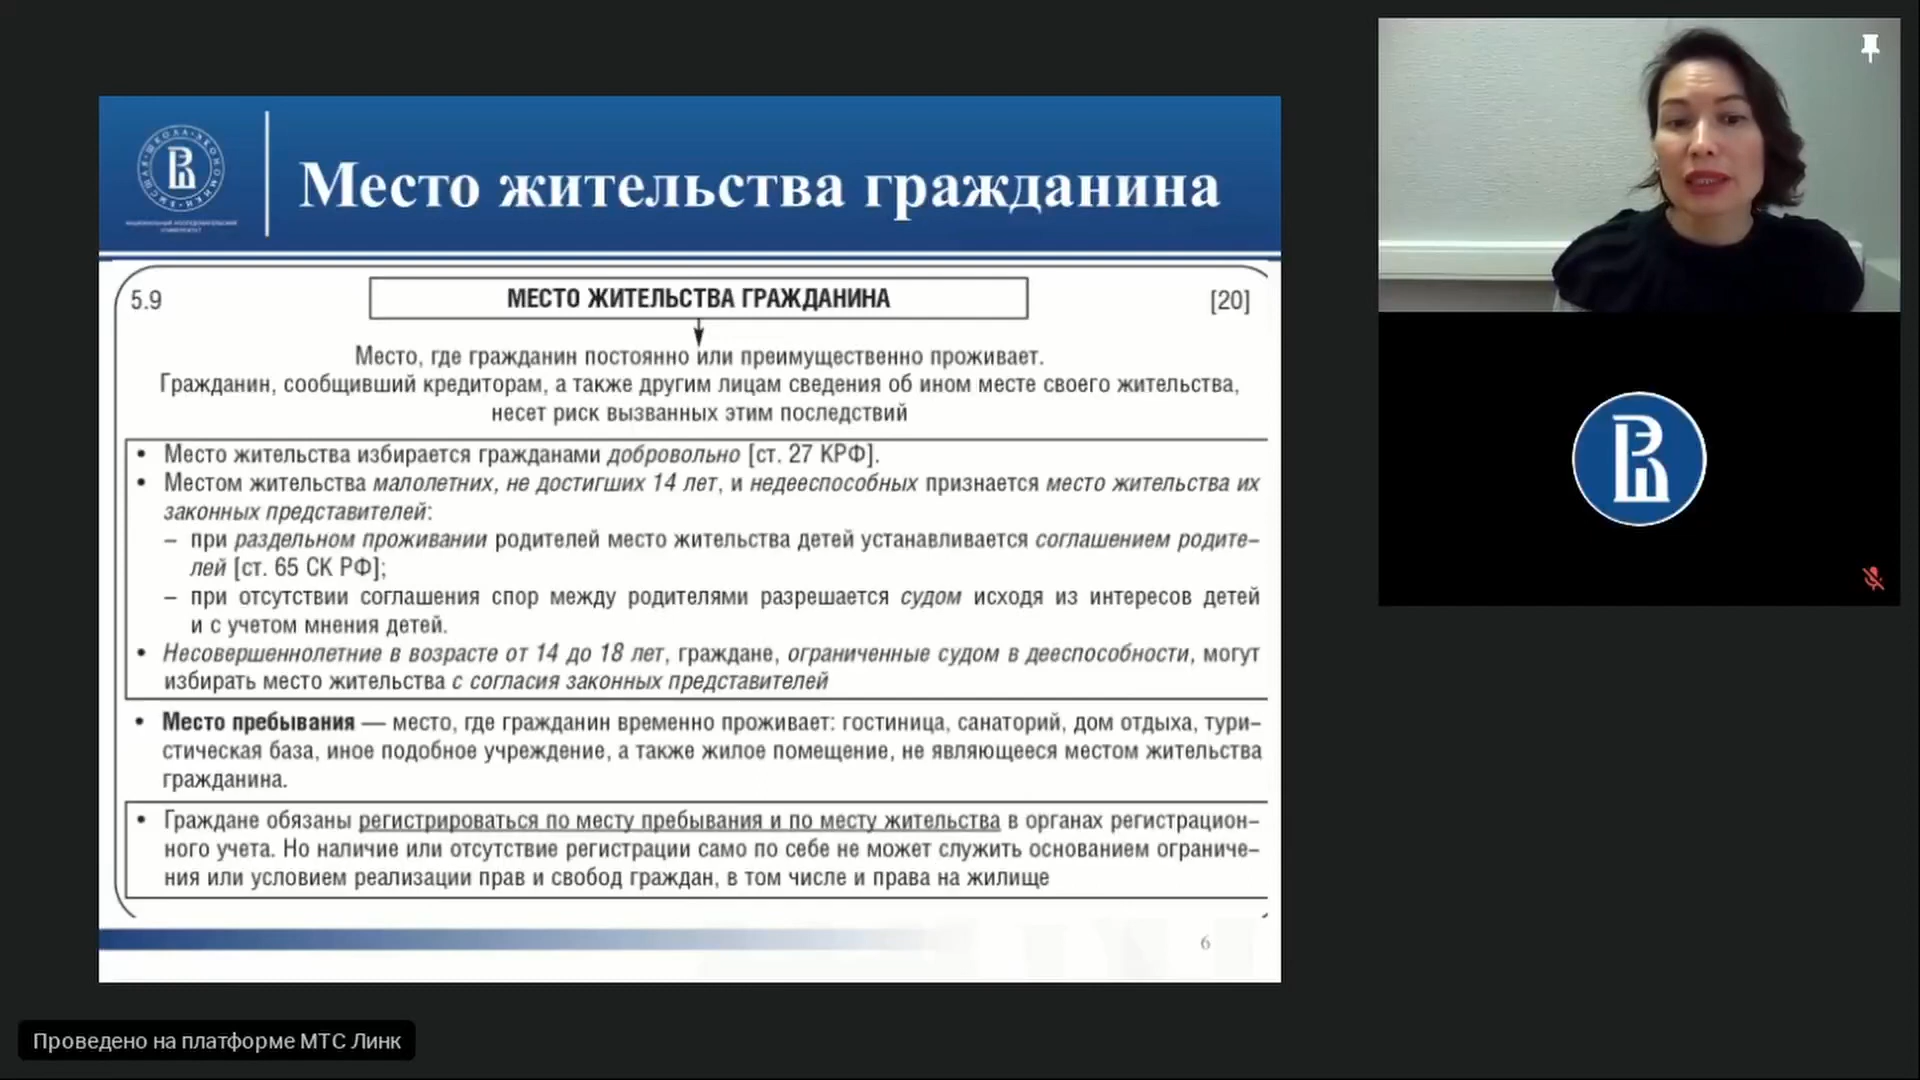 ВЫСШАЯ ШКОЛА ЭКОНОМИКИ
НАЦИОНАЛЬНЫЙ ИССЛЕДОВАТЕЛЬСКИЙ
УНИВЕРСИТЕТ
Место жительства гражданина
5.9
МЕСТО ЖИТЕЛЬСТВА ГРАЖДАНИНА
[20]
Место, где гражданин постоянно или преимущественно проживает.
Гражданин, сообщивший кредиторам, а также другим лицам сведения об ином месте своего жительства,
несет риск вызванных этим последствий
• Место жительства избирается гражданами добровольно [ст. 27 КРФ].
• Местом жительства малолетних, не достигших 14 лет, и недееспособных признается место жительства их
законных представителей:
– при раздельном проживании родителей место жительства детей устанавливается соглашением родите–
лей [ст. 65 СК РФ];
– при отсутствии соглашения спор между родителями разрешается судом исходя из интересов детей
и с учетом мнения детей.
• Несовершеннолетние в возрасте от 14 до 18 лет, граждане, ограниченные судом в дееспособности, могут
избирать место жительства с согласия законных представителей
• Место пребывания — место, где гражданин временно проживает: гостиница, санаторий, дом отдыха, тури–
стическая база, иное подобное учреждение, а также жилое помещение, не являющееся местом жительства
гражданина.
• Граждане обязаны регистрироваться по месту пребывания и по месту жительства в органах регистрацион–
ного учета. Но наличие или отсутствие регистрации само по себе не может служить основанием ограниче–
ния или условием реализации прав и свобод граждан, в том числе и права на жилище
6
Проведено на платформе МТС Линк